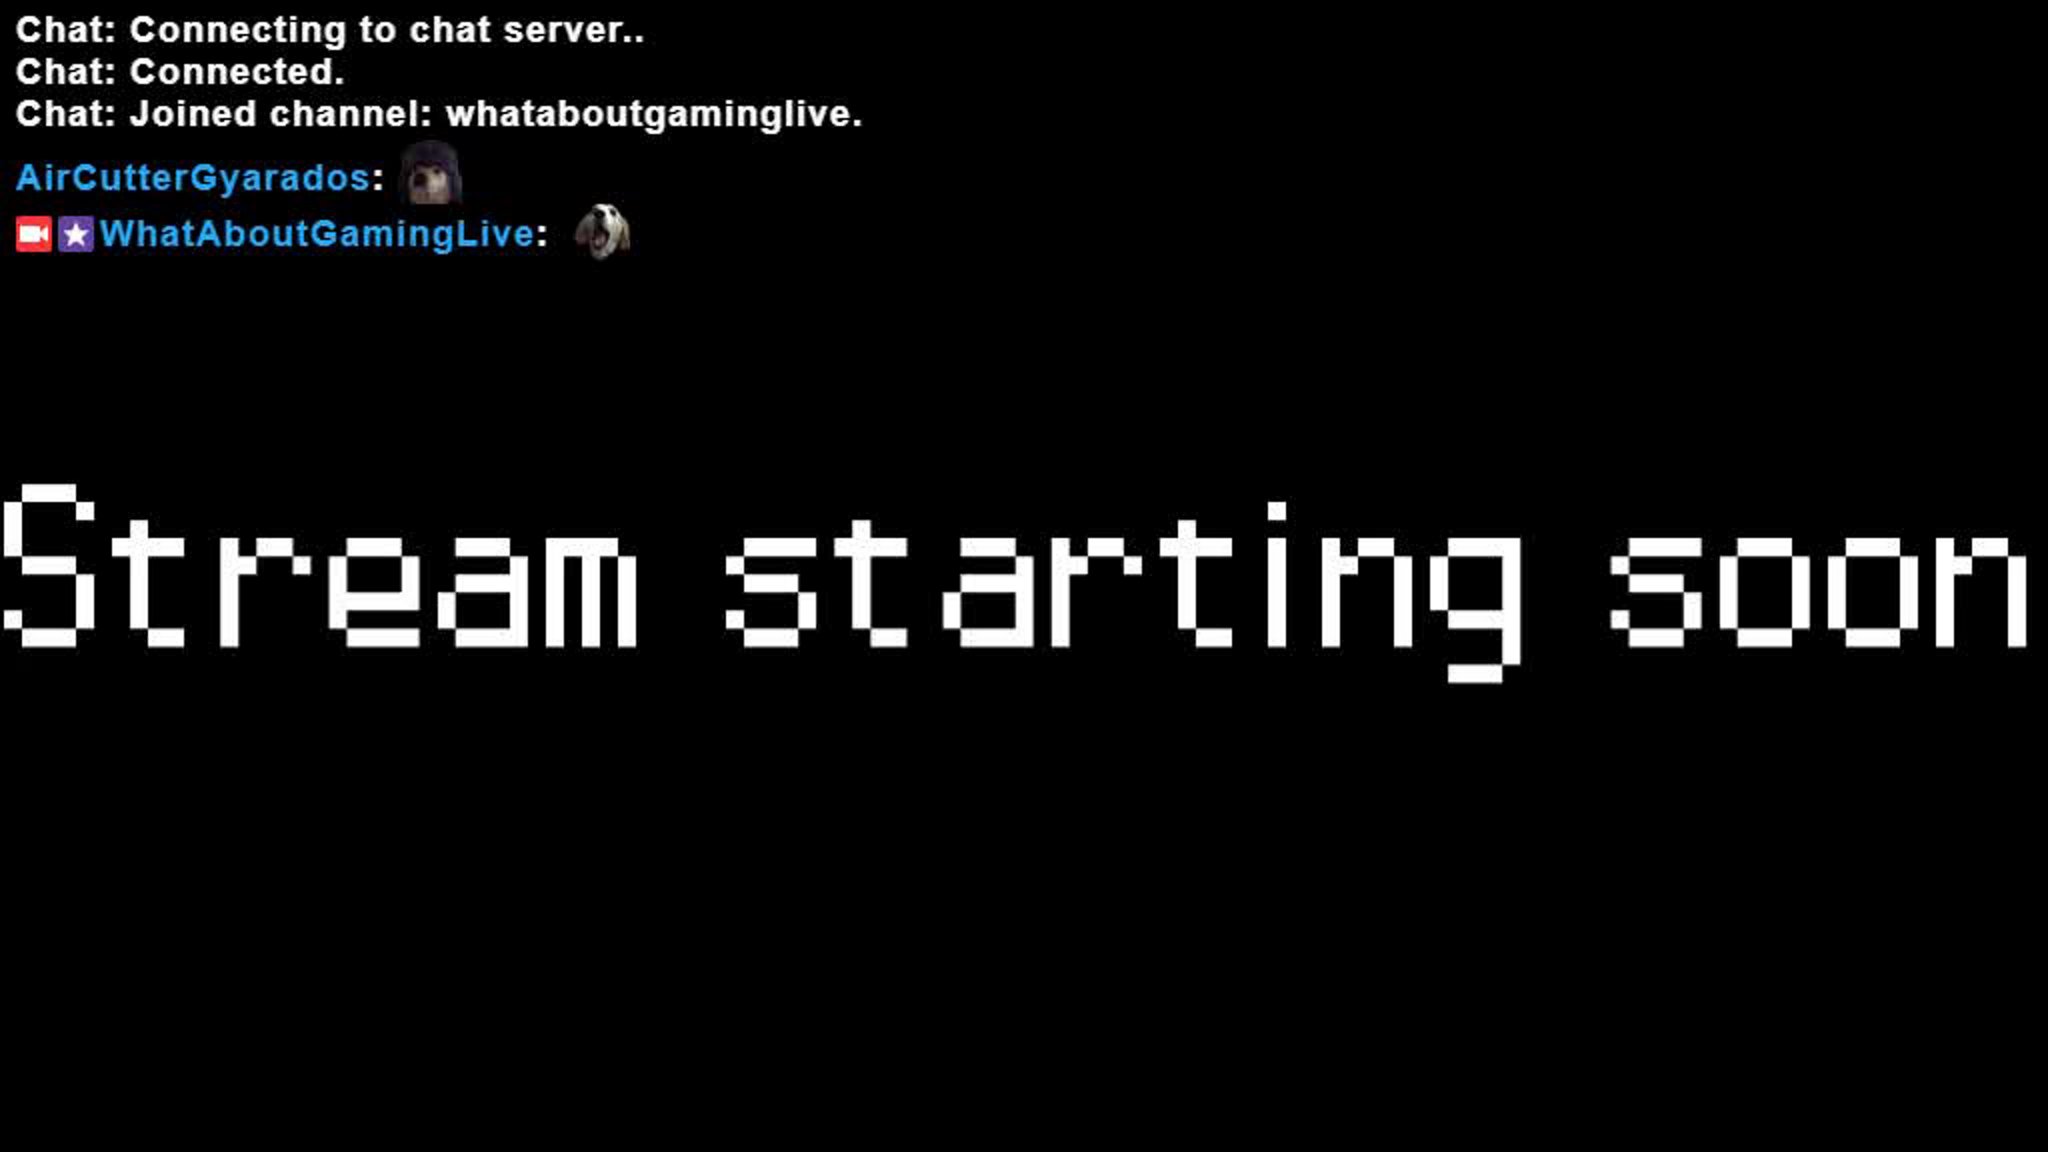 Chat: Connecting to chat server..
Chat: Connected.
Chat: Joined channel: whataboutgaminglive.
AirCutterGyarados:
WhatAboutGamingLive:
Stream starting soon